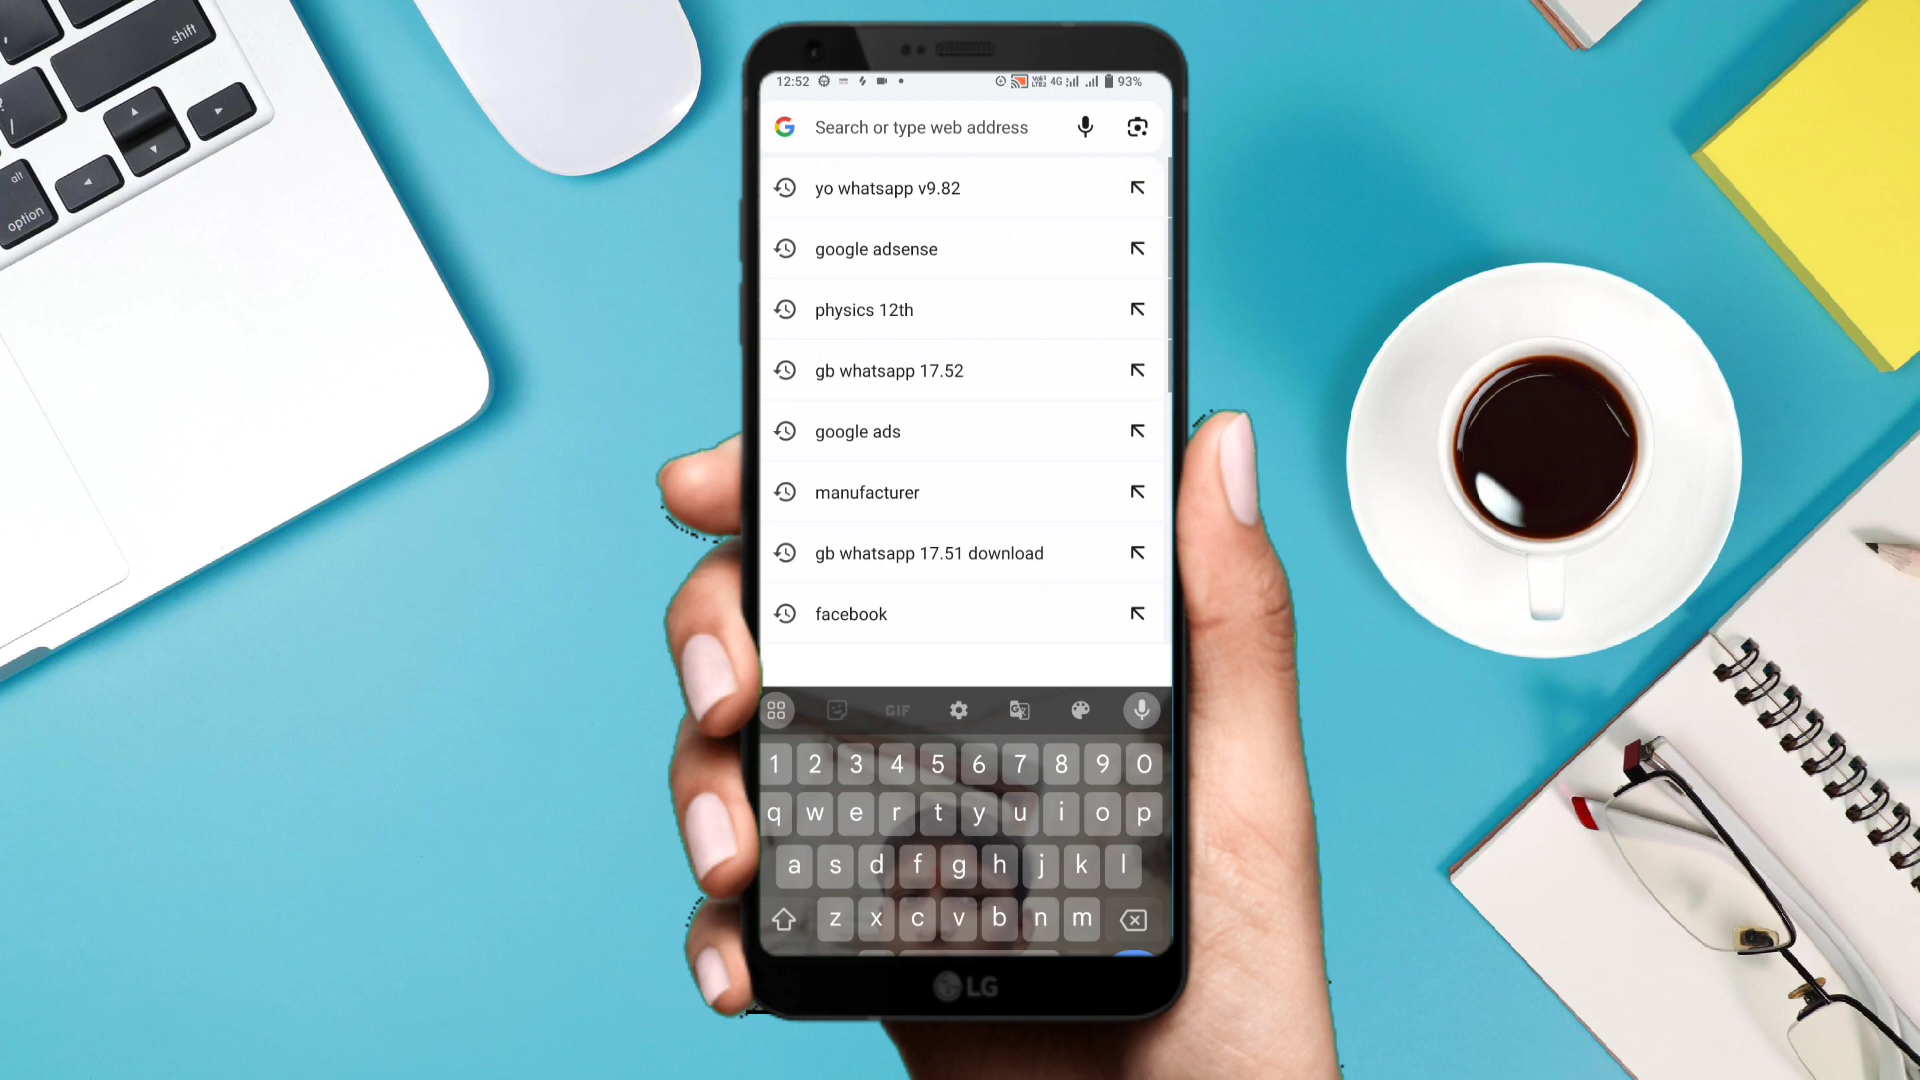 shift
alt
option
12:52
4G
93%
Search or type web address
yo whatsapp v9.82
google adsense
physics 12th
gb whatsapp 17.52
google ads
manufacturer
gb whatsapp 17.51 download
facebook
GIF
1 2 3 4 5 6 7 8 9 0
q w e r t y u i o p
a s d f g h j k l
z x c v b n m
LG